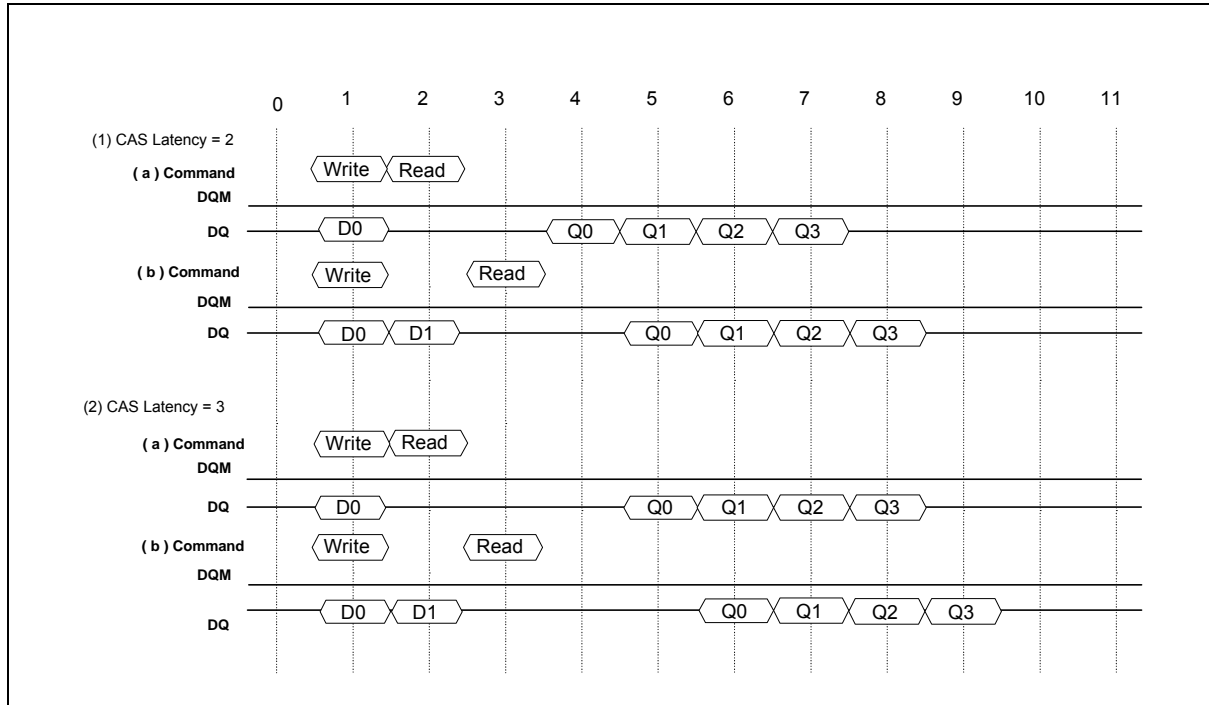 0 1 2 3 4 5 6 7 8 9 10 11
(1) CAS Latency = 2
( a ) Command Write Read
DQM
DQ D0 Q0 Q1 Q2 Q3
( b ) Command Write Read
DQM
DQ D0 D1 Q0 Q1 Q2 Q3
(2) CAS Latency = 3
( a ) Command Write Read
DQM
DQ D0 Q0 Q1 Q2 Q3
( b ) Command Write Read
DQM
DQ D0 D1 Q0 Q1 Q2 Q3